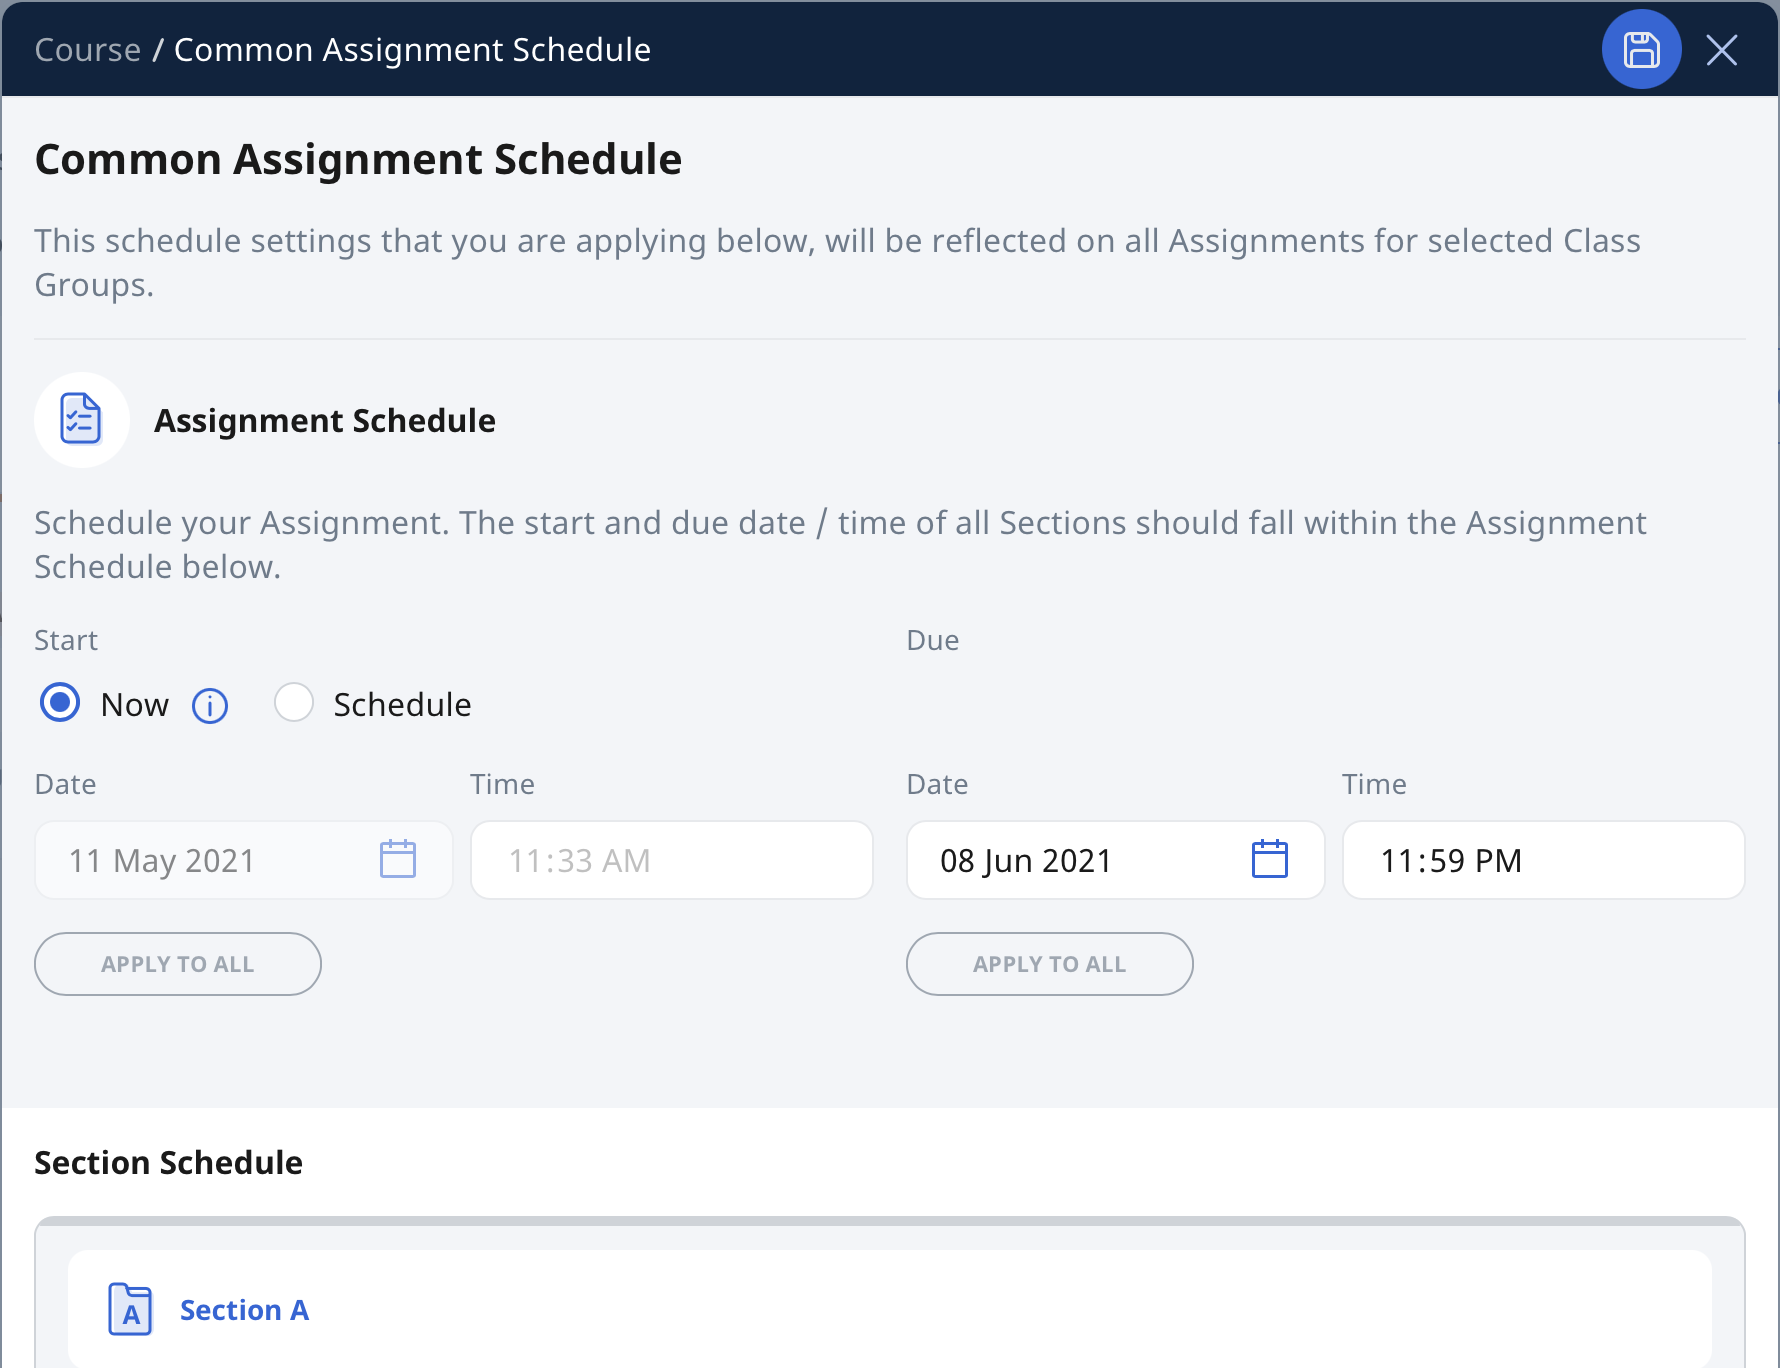 Course / Common Assignment Schedule
Common Assignment Schedule
This schedule settings that you are applying below, will be reflected on all Assignments for selected Class
Groups.
Assignment Schedule
Schedule your Assignment. The start and due date / time of all Sections should fall within the Assignment
Schedule below.
Start
Now
Schedule
Date
Time
11 May 2021
11:33 AM
APPLY TO ALL
Due
Date
Time
08 Jun 2021
11:59 PM
APPLY TO ALL
Section Schedule
A
Section A